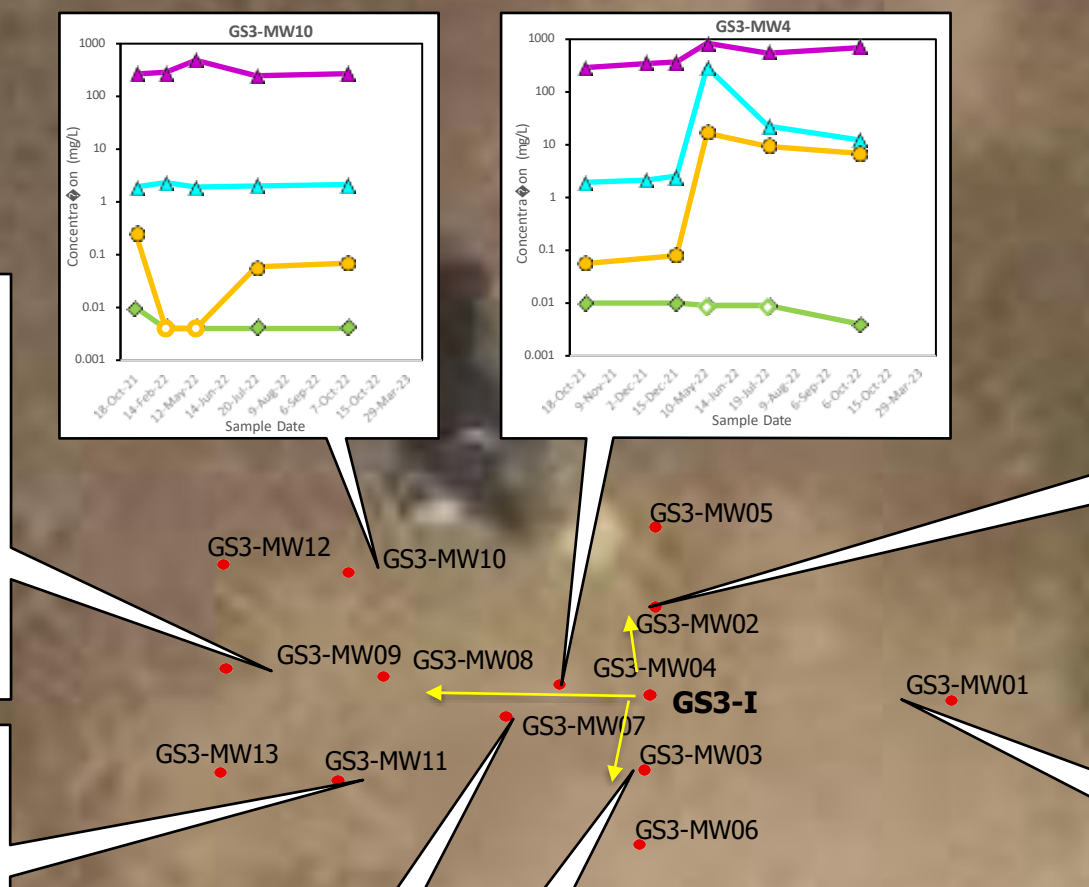 GS3-MW10
1000
100
10
1
0.1
0.01
0.001
Concentra�on (mg/L)
18-Oct-21
14-Feb-22
12-May-22
14-Jun-22
20-Jul-22
9-Aug-22
6-Sep-22
7-Oct-22
15-Oct-22
29-Mar-23
Sample Date
GS3-MW4
1000
100
10
1
0.1
0.01
0.001
Concentra�on (mg/L)
18-Oct-21
9-Nov-21
2-Dec-21
15-Dec-21
10-May-22
14-Jun-22
19-Jul-22
9-Aug-22
6-Sep-22
6-Oct-22
15-Oct-22
29-Mar-23
Sample Date
GS3-MW05
GS3-MW12
GS3-MW10
GS3-MW02
GS3-MW09
GS3-MW08
GS3-MW04
GS3-MW01
GS3-I
GS3-MW07
GS3-MW13
GS3-MW11
GS3-MW03
GS3-MW06